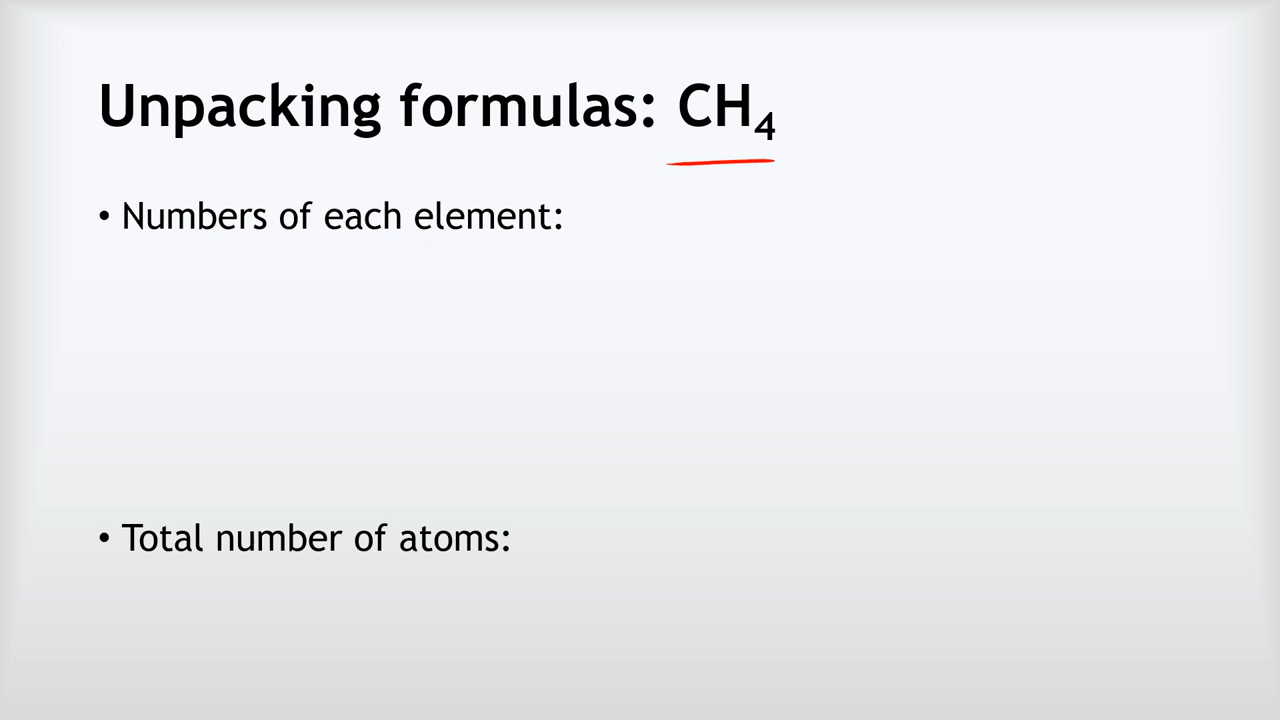 Unpacking formulas: CH₄
• Numbers of each element:
• Total number of atoms: